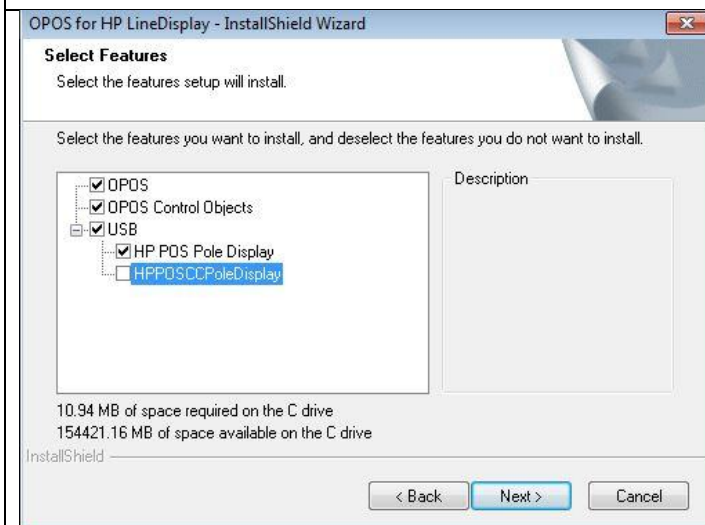 OPOS for HP LineDisplay - InstallShield Wizard
Select Features
Select the features setup will install.
Select the features you want to install, and deselect the features you do not want to install.
OPOS
OPOS Control Objects
USB
HP POS Pole Display
HPPOSCCPoleDisplay
Description
10.94 MB of space required on the C drive
154421.16 MB of space available on the C drive
InstallShield
< Back
Next >
Cancel